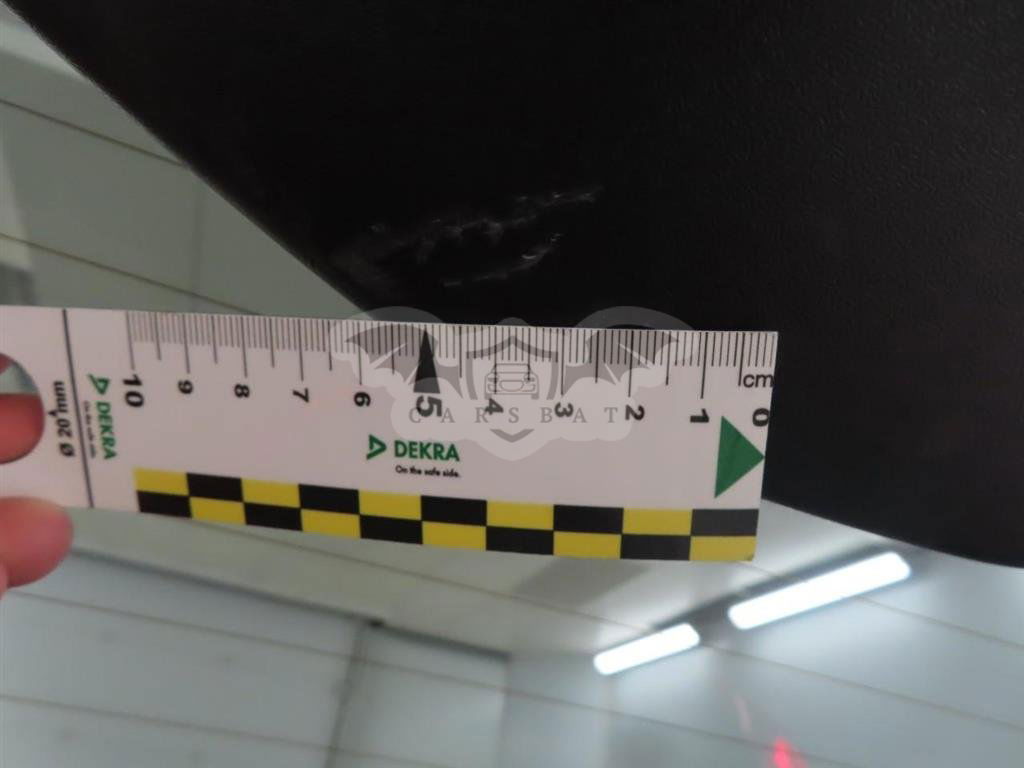 10 9 8 7 6 5 4 3 2 1 0
cm
Ø 20 mm
DEKRA
DEKRA
On the safe side.
CARSBAT